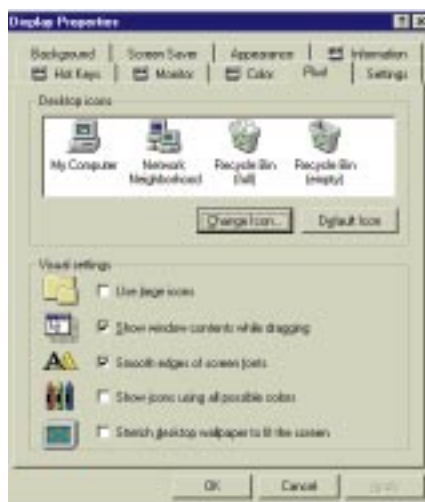 Display Properties
Background Screen Saver Appearance Information
Hot Keys Monitor Color Plus! Settings
Desktop icons
My Computer Network Neighborhood Recycle Bin (full) Recycle Bin (empty)
Change Icon... Default Icon
Visual settings
Use large icons
Show window contents while dragging
Smooth edges of screen fonts
Show icons using all possible colors
Stretch desktop wallpaper to fit the screen
OK Cancel Apply